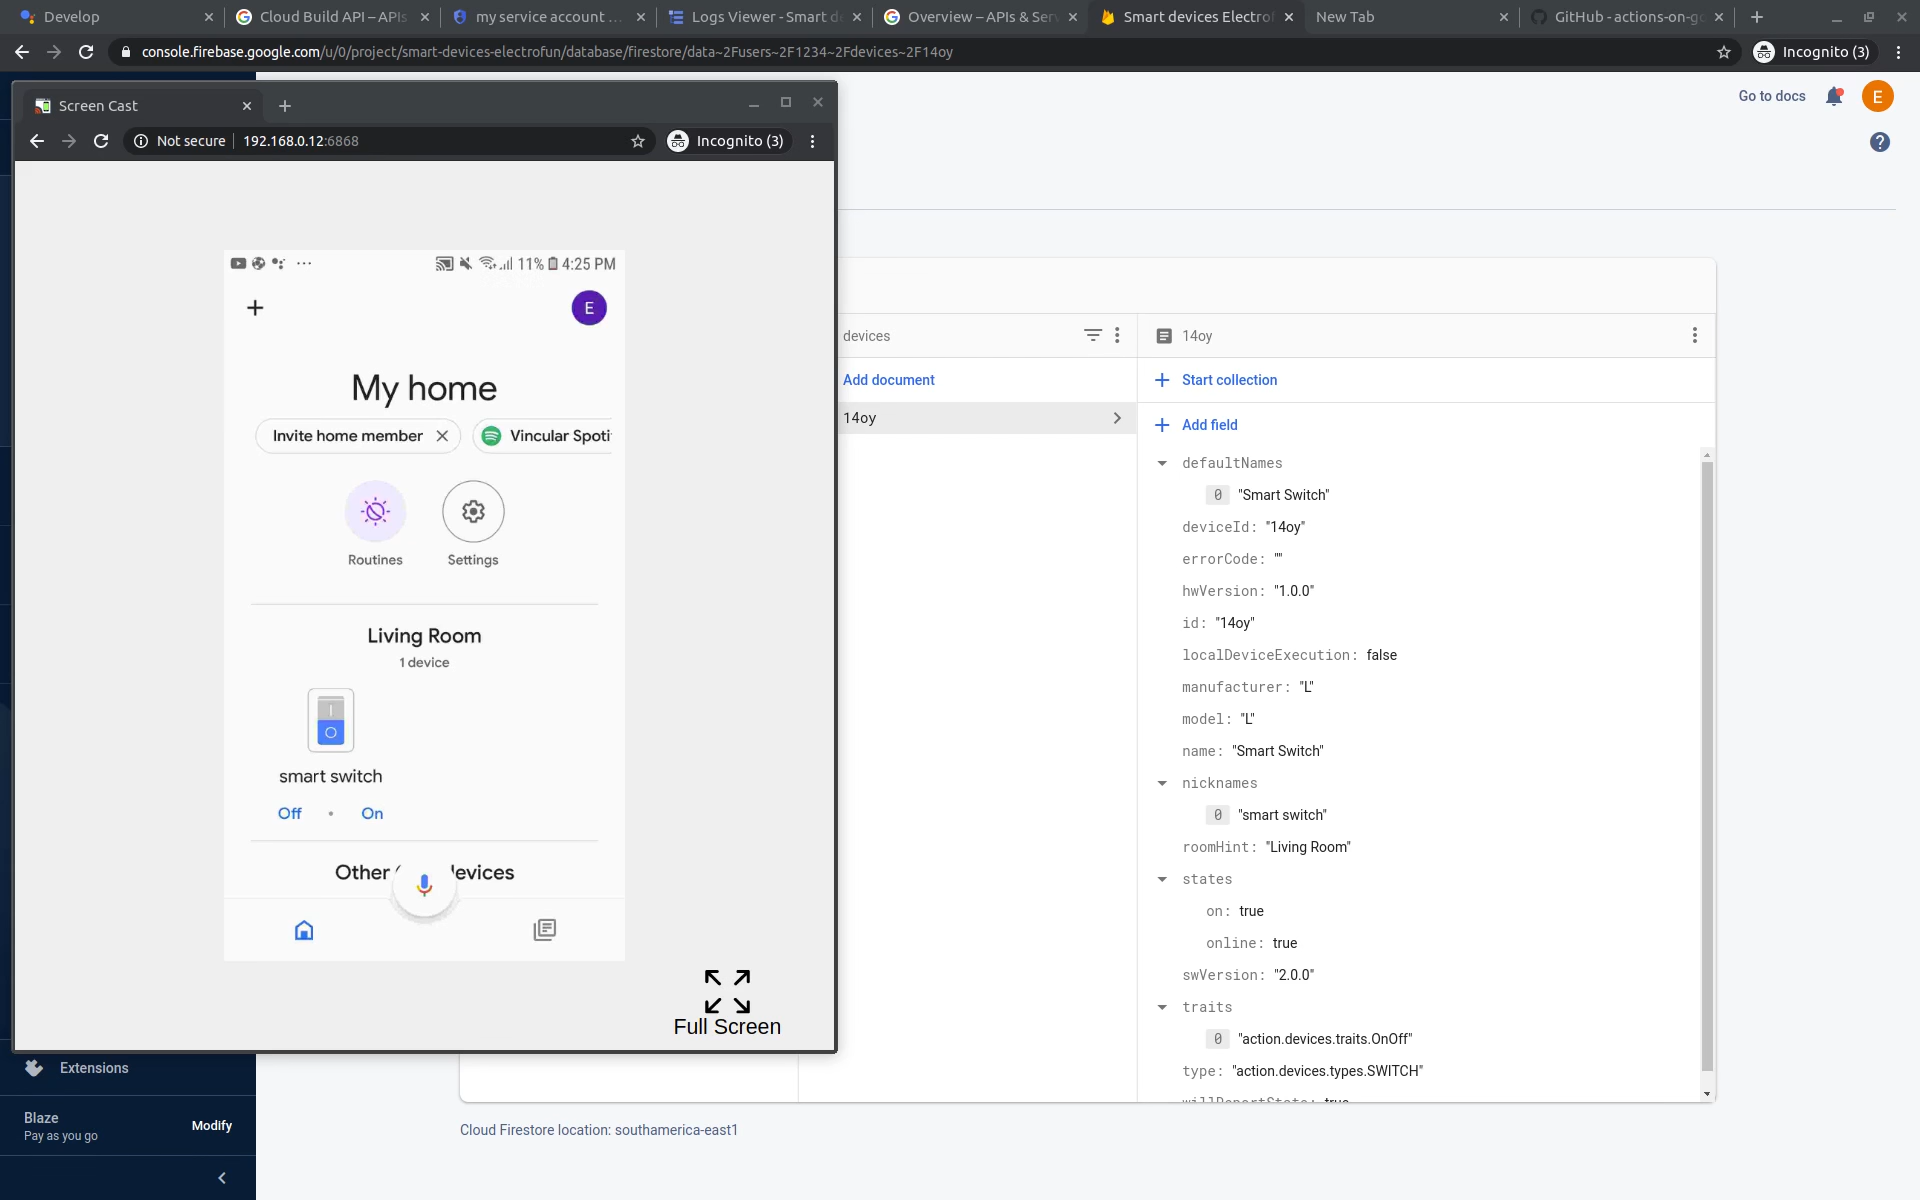 Develop
Cloud Build API – APIs
my service account ...
Logs Viewer - Smart d
Overview – APIs & Ser
Smart devices Electrof
New Tab
GitHub - actions-on-go
console.firebase.google.com/u/0/project/smart-devices-electrofun/database/firestore/data~2Fusers~2F1234~2Fdevices~2F14oy
Incognito (3)
Go to docs
E
Screen Cast
Not secure
192.168.0.12:6868
Incognito (3)
11%
4:25 PM
E
My home
Invite home member
Vincular Spoti
Routines
Settings
Living Room
1 device
smart switch
Off • On
Other
devices
Full Screen
devices
Add document
14oy
14oy
Start collection
Add field
defaultNames
0 "Smart Switch"
deviceId: "14oy"
errorCode: ""
hwVersion: "1.0.0"
id: "14oy"
localDeviceExecution: false
manufacturer: "L"
model: "L"
name: "Smart Switch"
nicknames
0 "smart switch"
roomHint: "Living Room"
states
on: true
online: true
swVersion: "2.0.0"
traits
0 "action.devices.traits.OnOff"
type: "action.devices.types.SWITCH"
Extensions
Blaze
Pay as you go
Modify
Cloud Firestore location: southamerica-east1